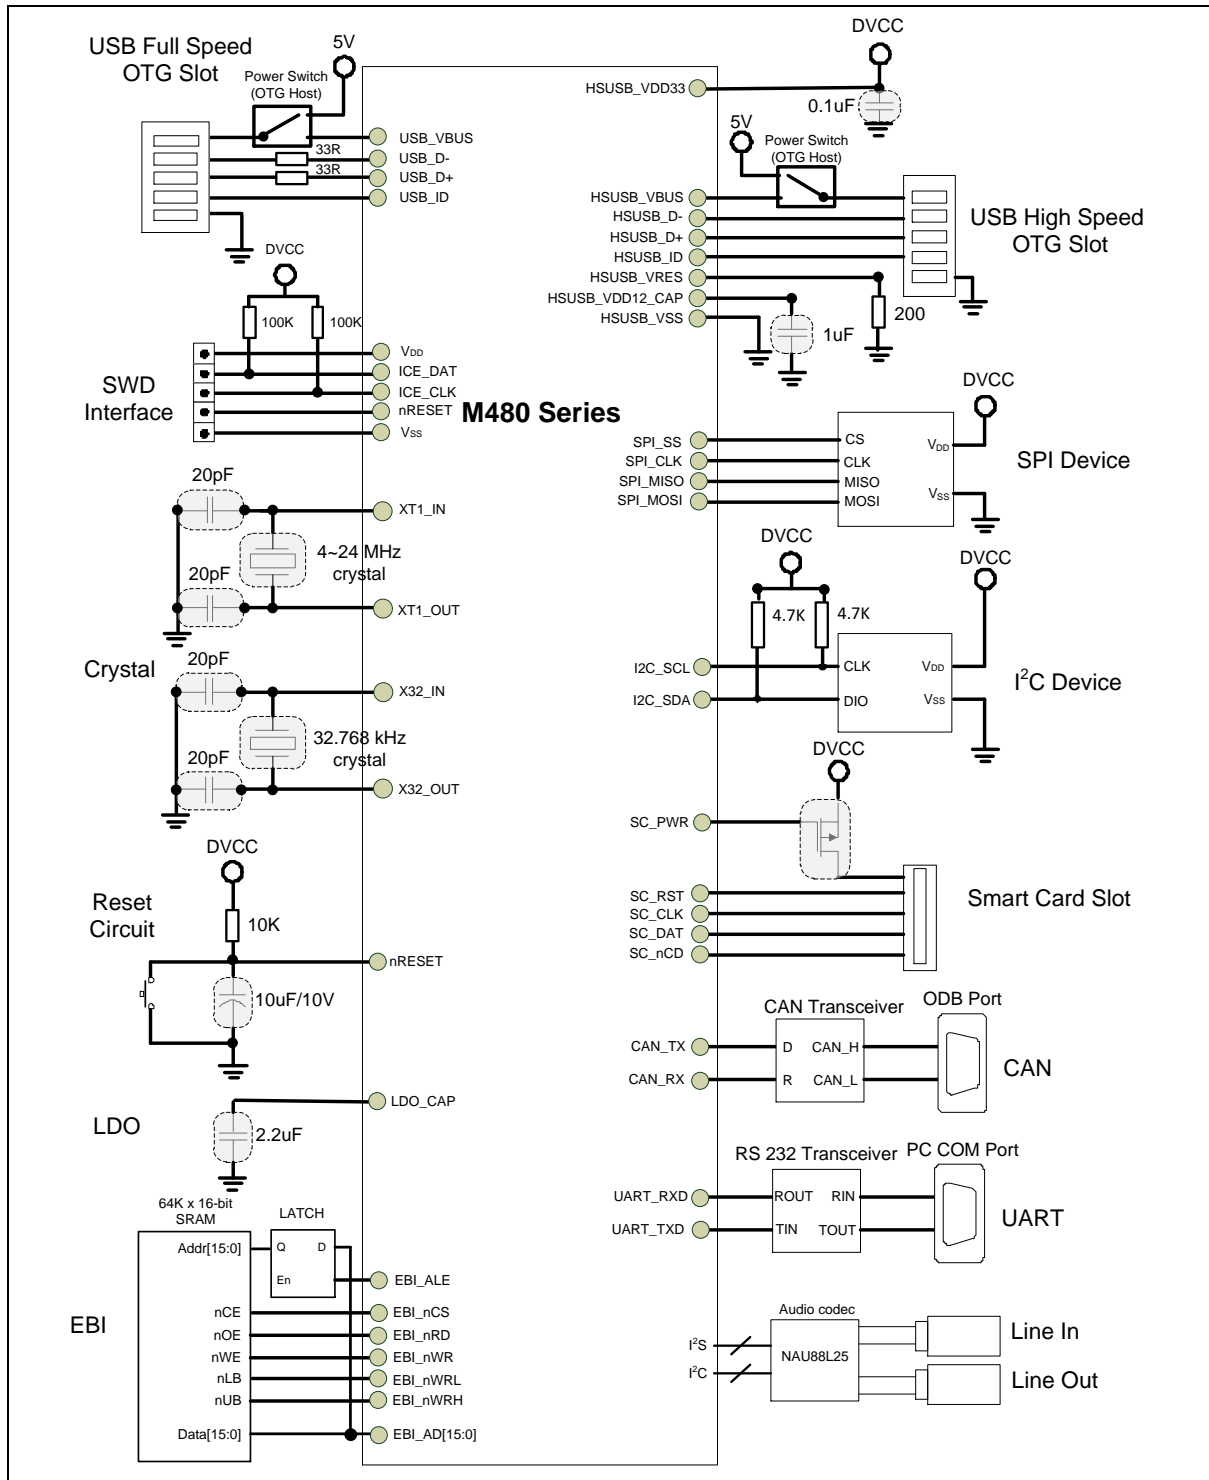 USB Full Speed
OTG Slot
5V
Power Switch
(OTG Host)
33R
33R
USB_VBUS
USB_D-
USB_D+
USB_ID
DVCC
100K
100K
SWD
Interface
VDD
ICE_DAT
ICE_CLK
nRESET
VSS
M480 Series
20pF
XT1_IN
4~24 MHz
crystal
20pF
XT1_OUT
Crystal
20pF
X32_IN
32.768 kHz
crystal
20pF
X32_OUT
DVCC
Reset
Circuit
10K
nRESET
10uF/10V
LDO
LDO_CAP
2.2uF
64K x 16-bit
SRAM
LATCH
Addr[15:0]
Q
D
En
EBI_ALE
EBI
nCE
EBI_nCS
nOE
EBI_nRD
nWE
EBI_nWR
nLB
EBI_nWRL
nUB
EBI_nWRH
Data[15:0]
EBI_AD[15:0]
DVCC
HSUSB_VDD33
0.1uF
5V
Power Switch
(OTG Host)
HSUSB_VBUS
HSUSB_D-
HSUSB_D+
HSUSB_ID
HSUSB_VRES
HSUSB_VDD12_CAP
HSUSB_VSS
USB High Speed
OTG Slot
1uF
200
DVCC
SPI_SS
SPI_CLK
SPI_MISO
SPI_MOSI
CS
CLK
MISO
MOSI
VDD
VSS
SPI Device
DVCC
4.7K
4.7K
DVCC
I2C_SCL
I2C_SDA
CLK
DIO
VDD
VSS
I²C Device
DVCC
SC_PWR
SC_RST
SC_CLK
SC_DAT
SC_nCD
Smart Card Slot
CAN Transceiver
ODB Port
CAN_TX
D
CAN_H
CAN_RX
R
CAN_L
CAN
RS 232 Transceiver
PC COM Port
UART_RXD
ROUT
RIN
UART_TXD
TIN
TOUT
UART
Audio codec
I²S
I²C
NAU88L25
Line In
Line Out